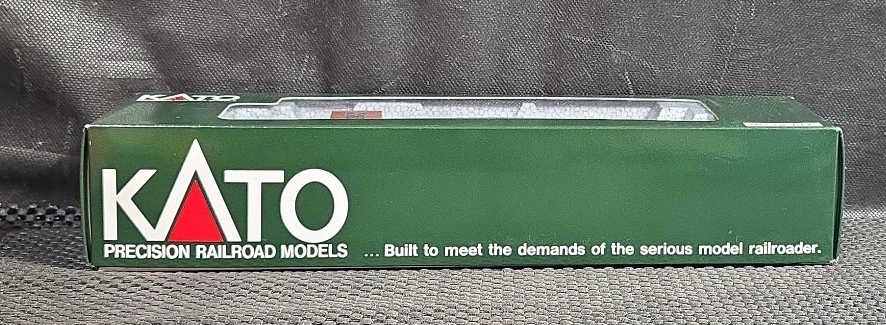 KATO
KATO
PRECISION RAILROAD MODELS ... Built to meet the demands of the serious model railroader.